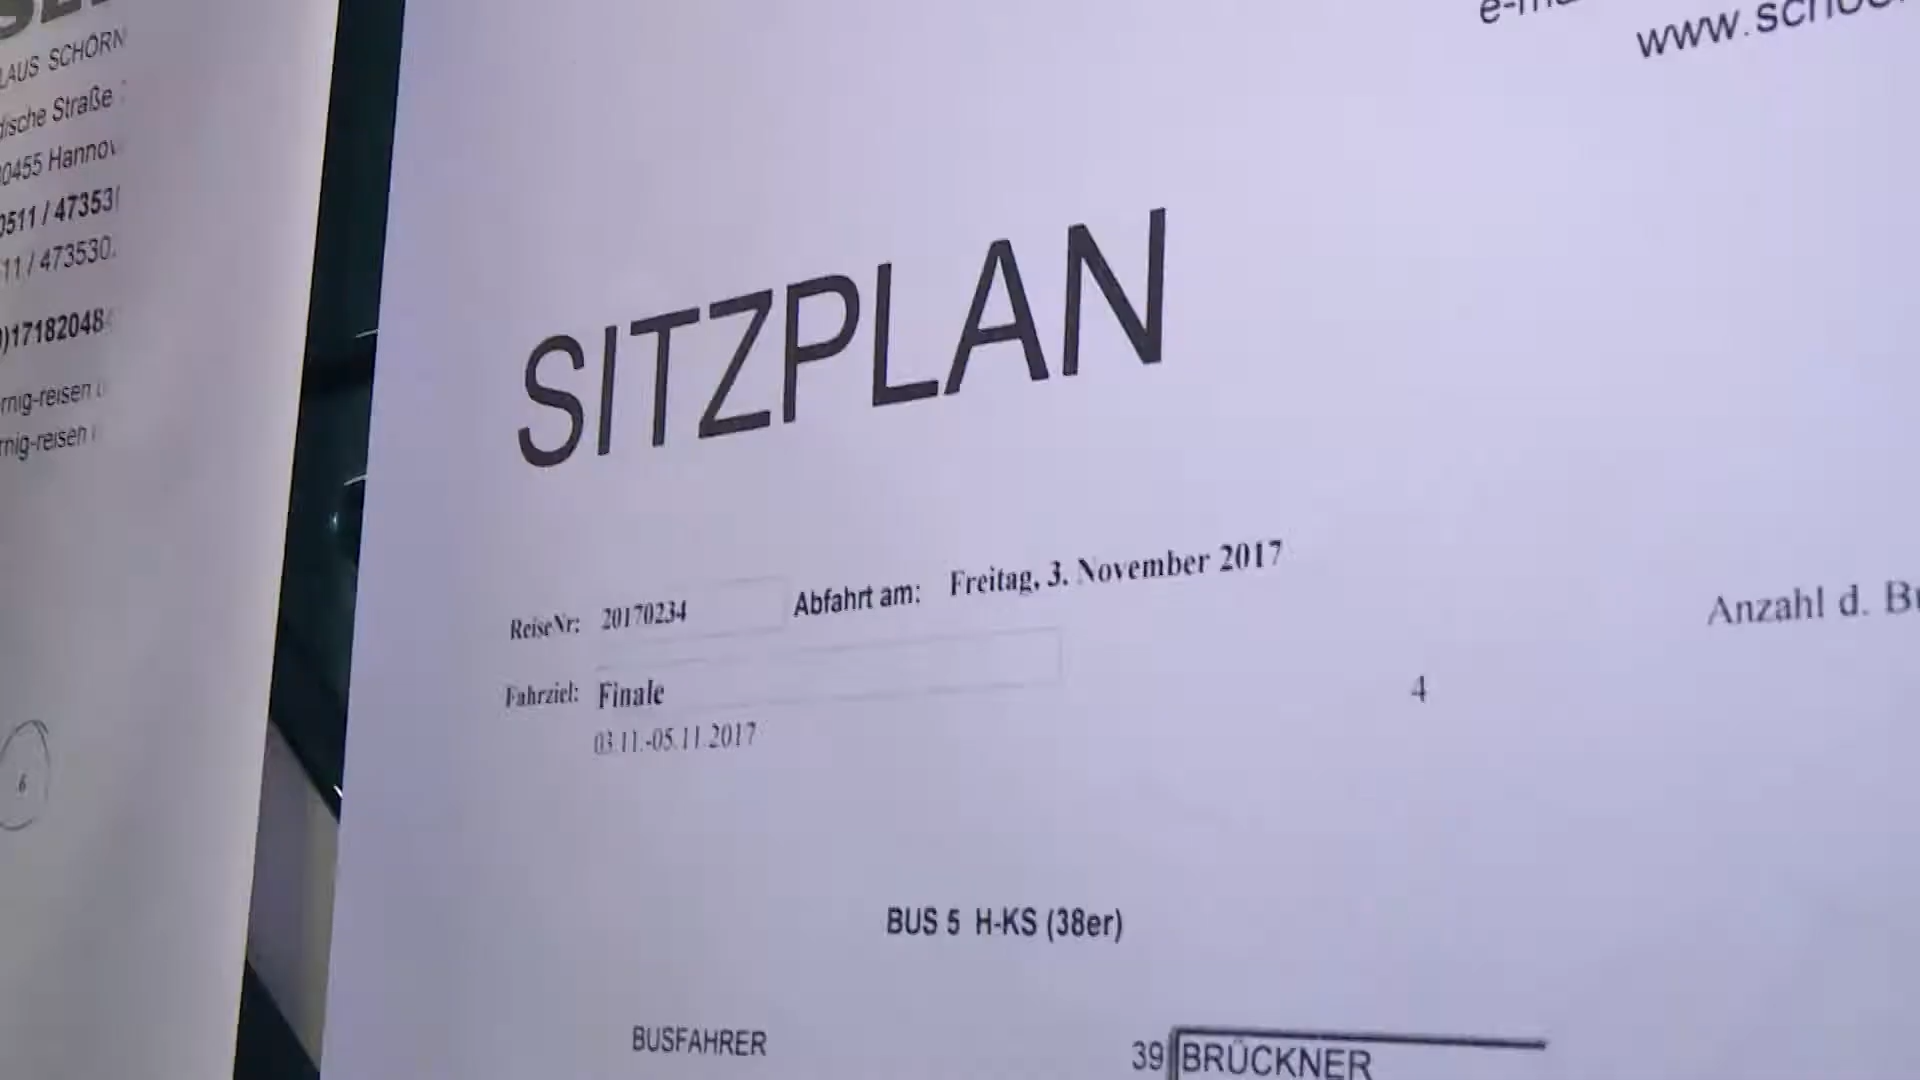 LAUS SCHÖRN
dische Straße
0455 Hannov
0511 / 47353
11 / 473530
)17182048
rnig-reisen
rnig-reisen
6
e-ma
www.scho
SITZPLAN
ReiseNr: 20170234 Abfahrt am: Freitag, 3. November 2017
Anzahl d. B
Fahrziel: Finale
4
03.11.-05.11.2017
BUS 5 H-KS (38er)
BUSFAHRER
39 BRÜCKNER